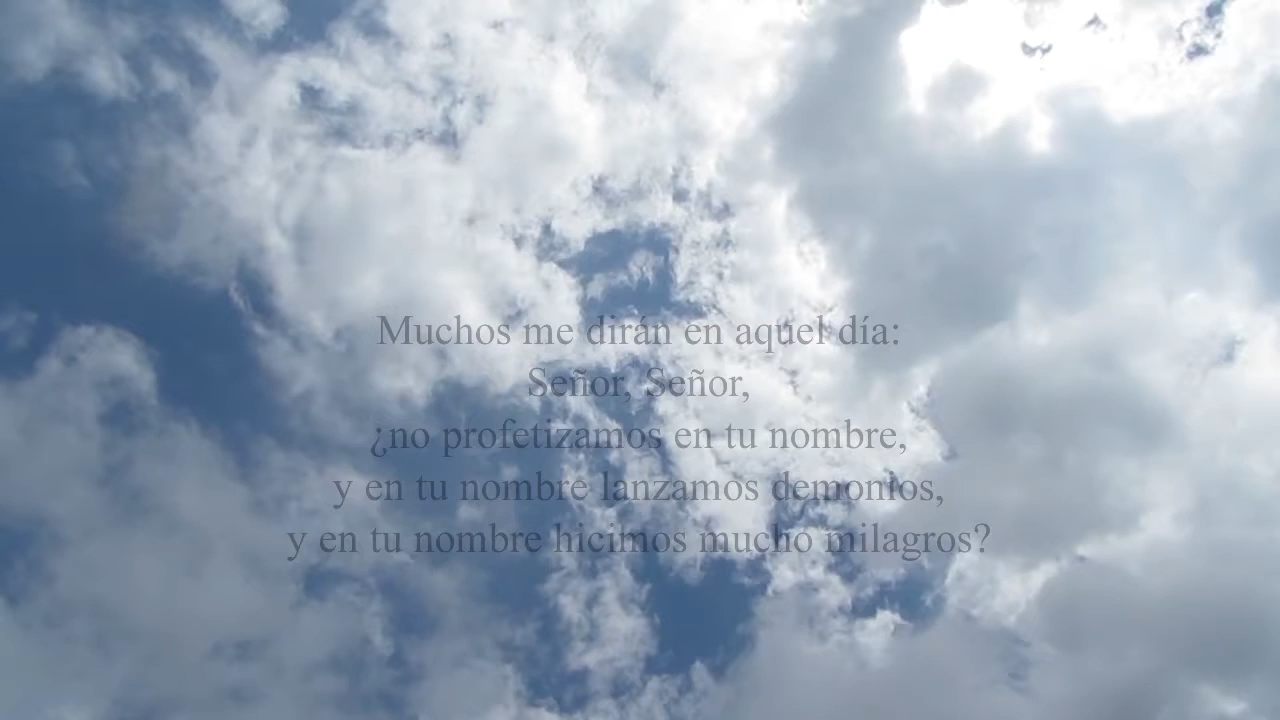 Muchos me dirán en aquel día:
Señor, Señor,
¿no profetizamos en tu nombre,
y en tu nombre lanzamos demonios,
y en tu nombre hicimos mucho milagros?